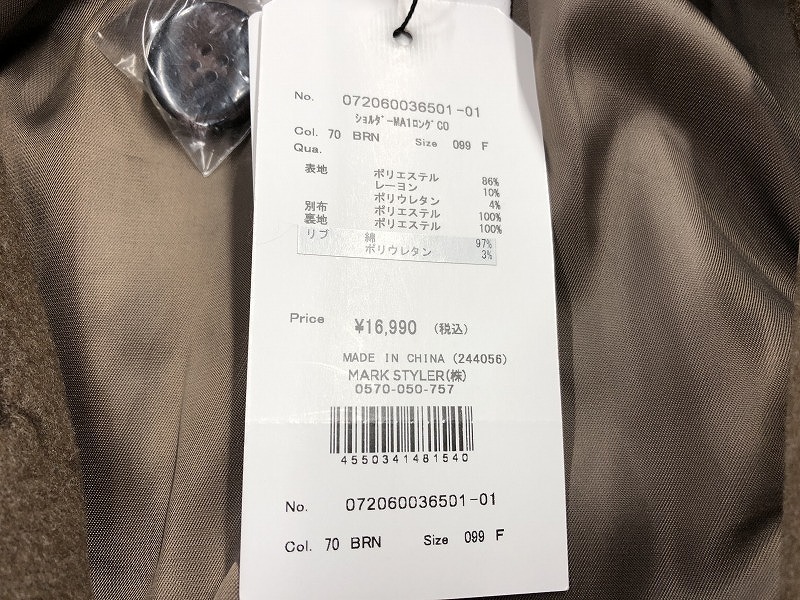 No. 072060036501-01
ｼｮﾙﾀﾞｰMA1ﾛﾝｸﾞCO
Col. 70 BRN Size 099 F
Qua.
表地 ポリエステル 86%
レーヨン 10%
ポリウレタン 4%
別布 ポリエステル 100%
裏地 ポリエステル 100%
リブ 綿 97%
ポリウレタン 3%
Price ¥16,990 (税込)
MADE IN CHINA (244056)
MARK STYLER(株)
0570-050-757
4550341481540
No. 072060036501-01
Col. 70 BRN Size 099 F